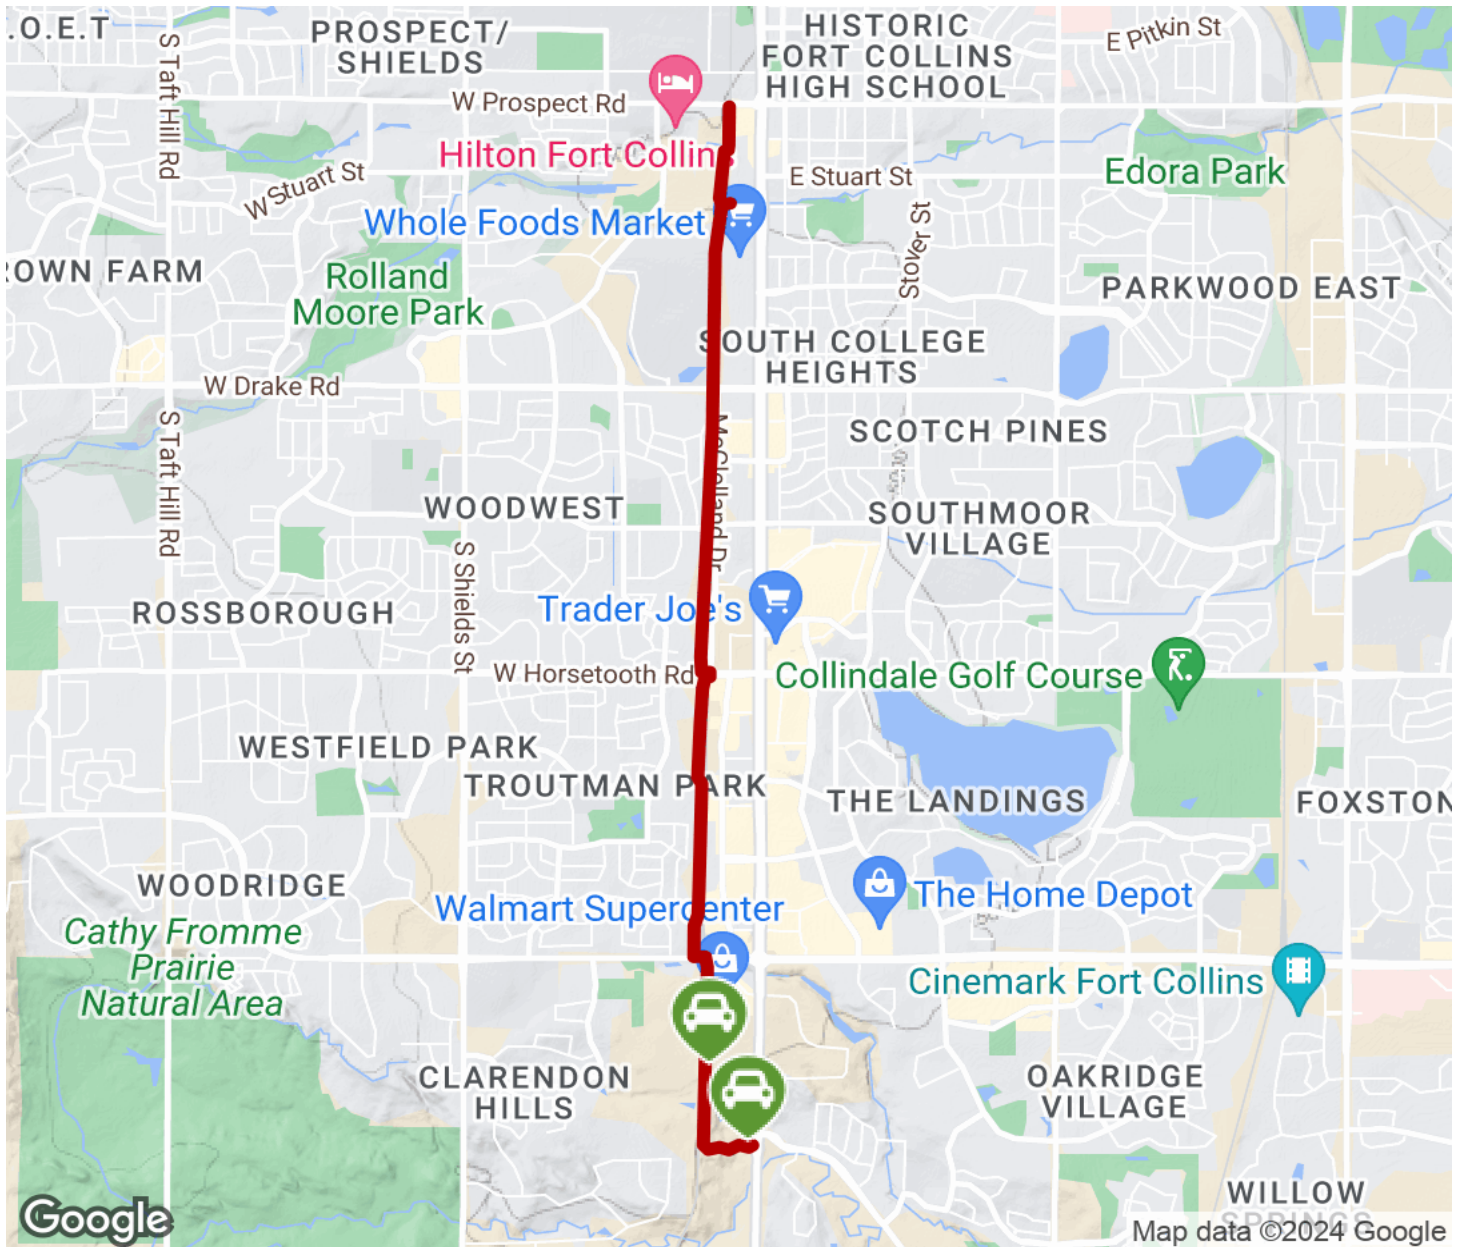 .O.E.T
S Taft Hill Rd
PROSPECT/
SHIELDS
HISTORIC
FORT COLLINS
HIGH SCHOOL
E Pitkin St
W Prospect Rd
Hilton Fort Collins
W Stuart St
E Stuart St
Edora Park
Whole Foods Market
Stover St
ROWN FARM
Rolland
Moore Park
PARKWOOD EAST
SOUTH COLLEGE
HEIGHTS
W Drake Rd
S Taft Hill Rd
McClelland Dr
SCOTCH PINES
WOODWEST
SOUTHMOOR
VILLAGE
S Shields St
ROSSBOROUGH
Trader Joe's
W Horsetooth Rd
Collindale Golf Course
WESTFIELD PARK
TROUTMAN PARK
THE LANDINGS
FOXSTON
WOODRIDGE
Walmart Supercenter
The Home Depot
Cathy Fromme
Prairie
Natural Area
Cinemark Fort Collins
CLARENDON
HILLS
OAKRIDGE
VILLAGE
WILLOW
SPRINGS
Google
Map data ©2024 Google